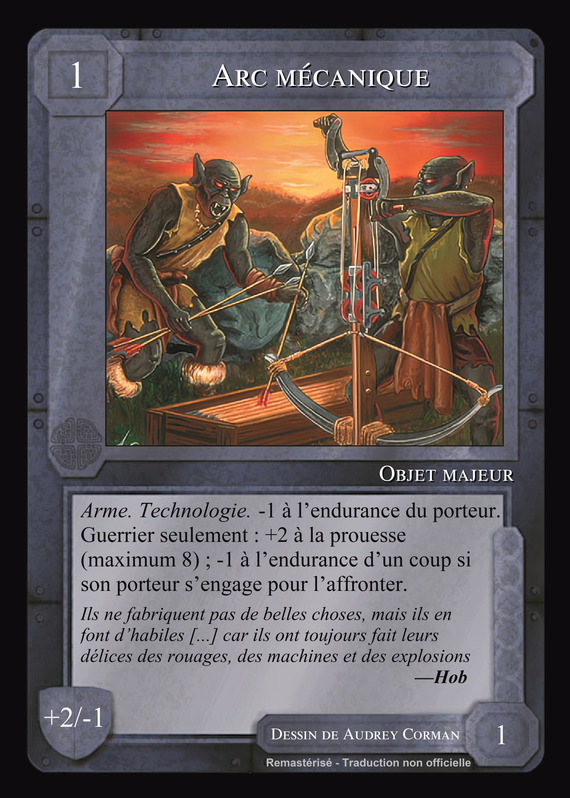 1
ARC MÉCANIQUE
OBJET MAJEUR
Arme. Technologie. -1 à l’endurance du porteur.
Guerrier seulement : +2 à la prouesse
(maximum 8) ; -1 à l’endurance d’un coup si
son porteur s’engage pour l’affronter.
Ils ne fabriquent pas de belles choses, mais ils en
font d’habiles [...] car ils ont toujours fait leurs
délices des rouages, des machines et des explosions
—Hob
+2/-1
DESSIN DE AUDREY CORMAN
1
Remastérisé - Traduction non officielle